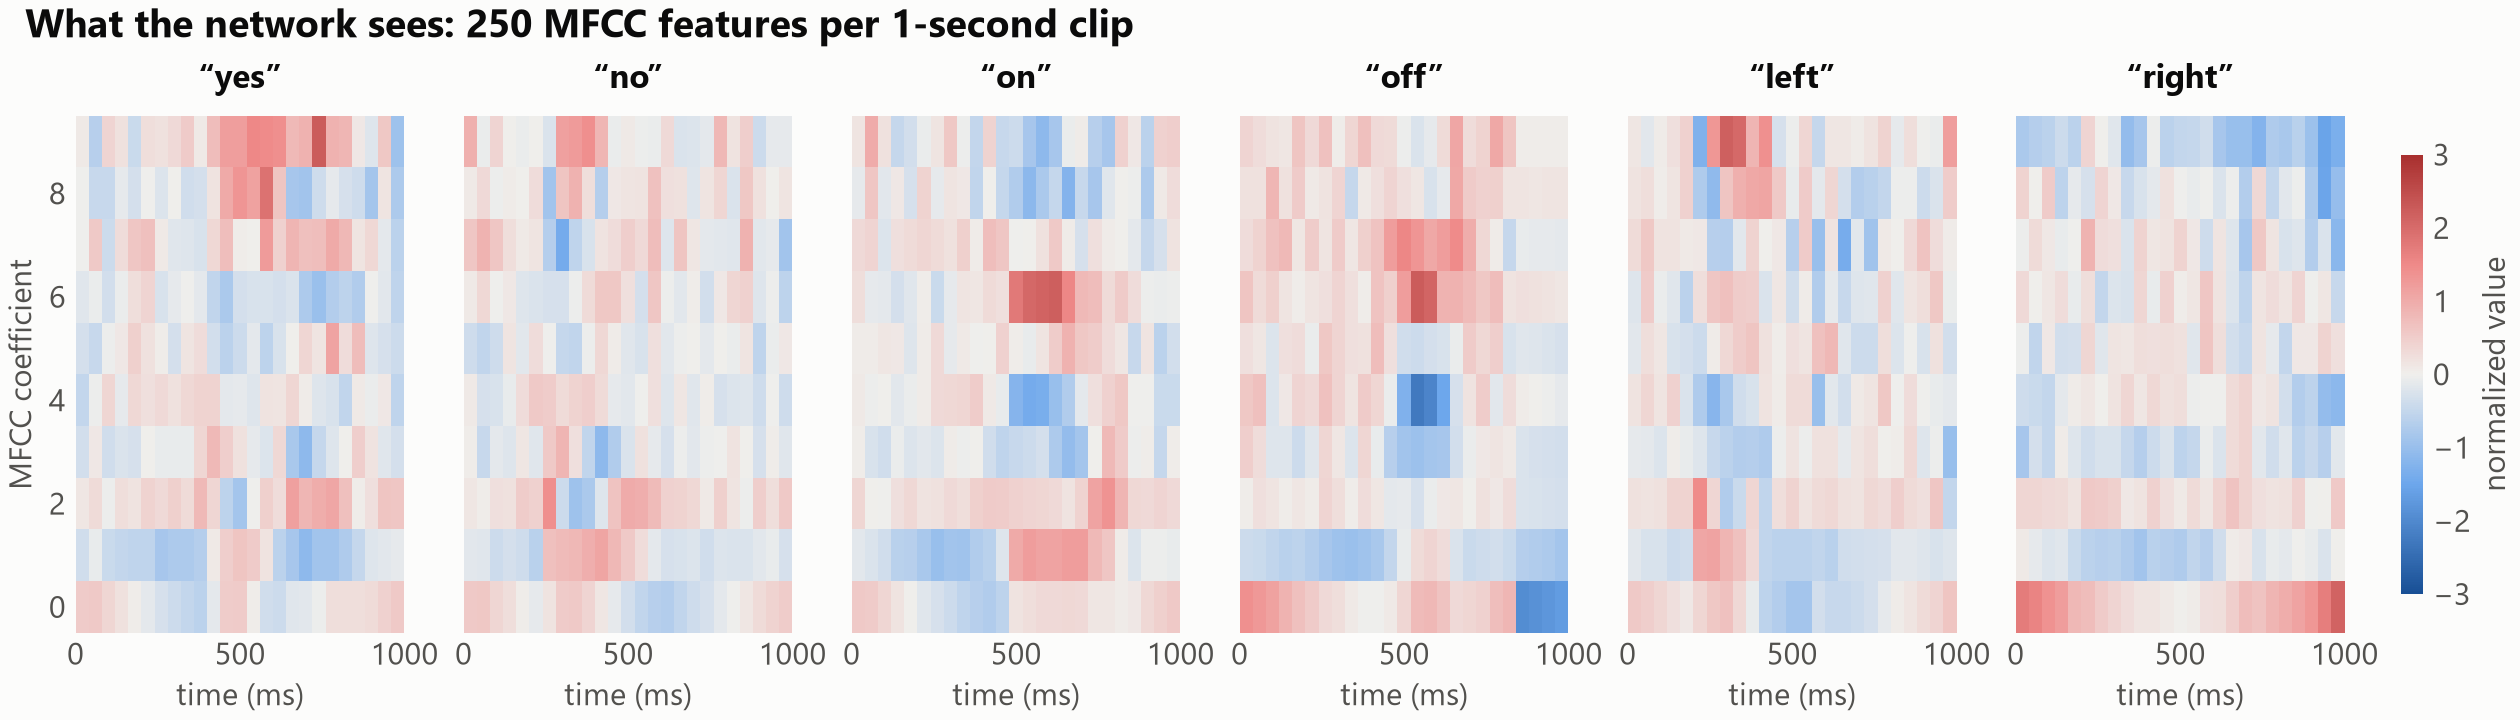 What the network sees: 250 MFCC features per 1-second clip
“yes”
“no”
“on”
“off”
“left”
“right”
MFCC coefficient
8
6
4
2
0
0
500
1000
time (ms)
0
500
1000
time (ms)
0
500
1000
time (ms)
0
500
1000
time (ms)
0
500
1000
time (ms)
0
500
1000
time (ms)
3
2
1
0
−1
−2
−3
normalized value